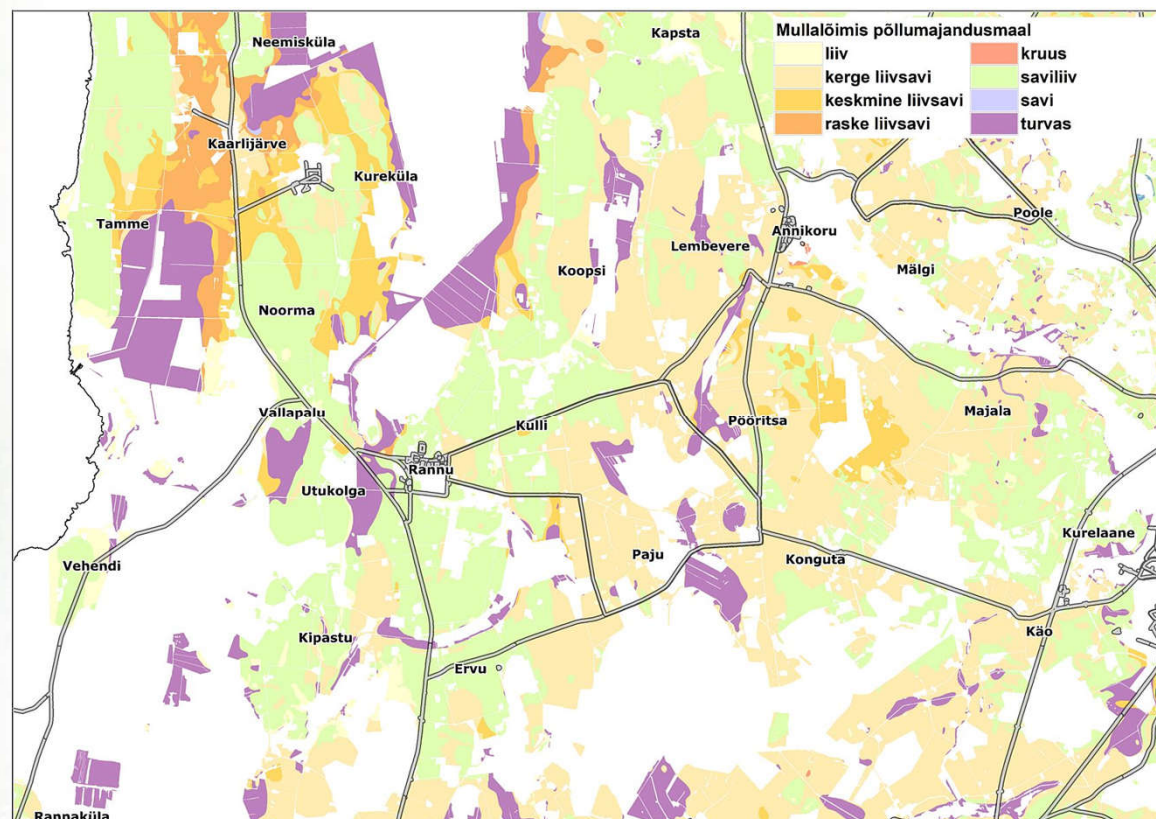 Mullalõimis põllumajandusmaal
liiv
kerge liivsavi
keskmine liivsavi
raske liivsavi
kruus
saviliiv
savi
turvas
Neemisküla
Kapsta
Kaarlijärve
Kureküla
Tamme
Lembevere
Annikoru
Poole
Koopsi
Mälgi
Noorma
Vallapalu
Külli
Pööritsa
Majala
Rannu
Utukolga
Vehendi
Paju
Konguta
Kurelaane
Kipastu
Ervu
Käo
Rannaküla